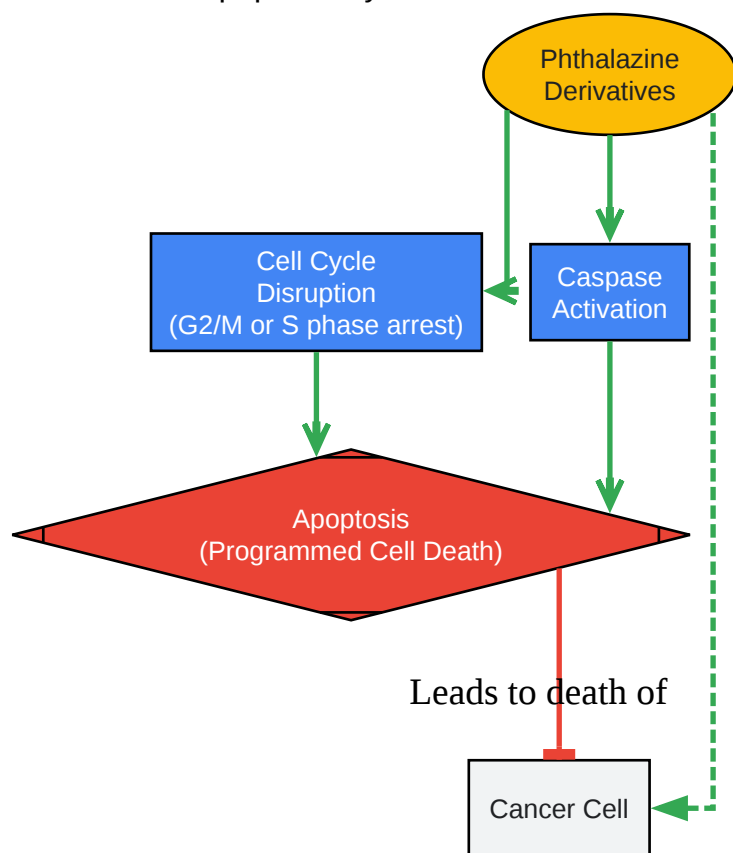 Phthalazine
Derivatives
Cell Cycle
Disruption
(G2/M or S phase arrest)
Caspase
Activation
Apoptosis
(Programmed Cell Death)
Leads to death of
Cancer Cell